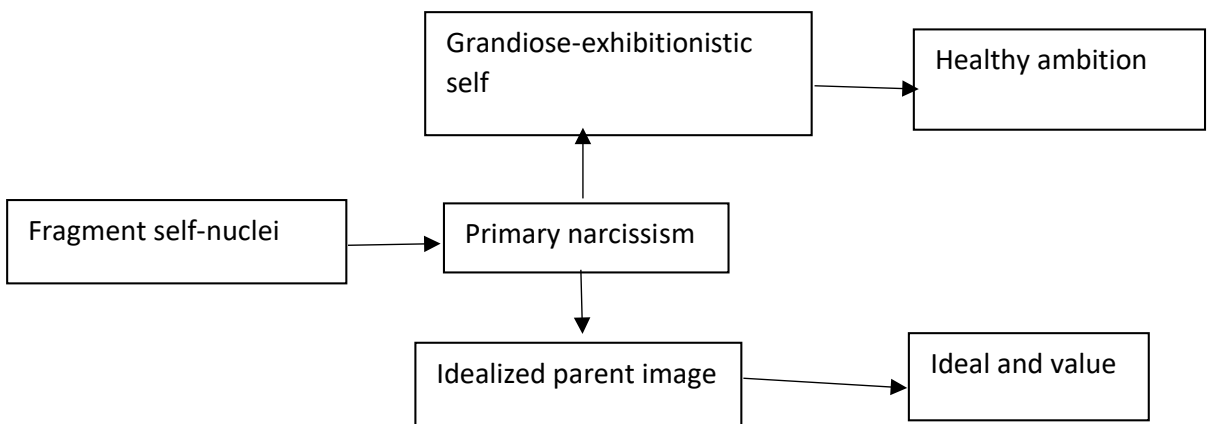 Grandiose-exhibitionistic
self
Healthy ambition
Fragment self-nuclei
Primary narcissism
Idealized parent image
Ideal and value